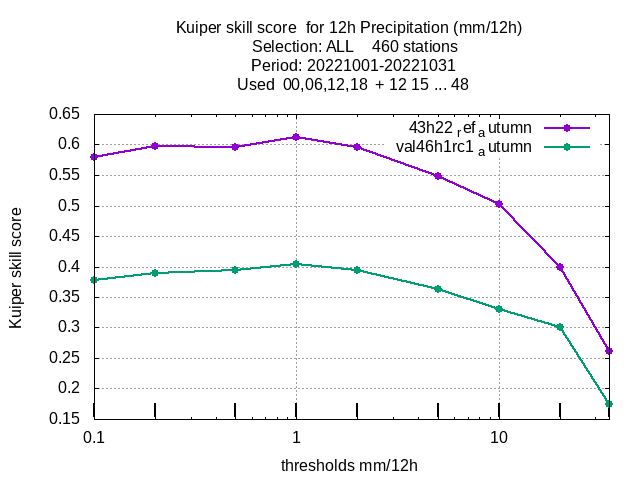 Kuiper skill score  for 12h Precipitation (mm/12h)
Selection: ALL    460 stations
Period: 20221001-20221031
Used  00,06,12,18  + 12 15 ... 48
0.65
0.6
0.55
0.5
0.45
0.4
0.35
0.3
0.25
0.2
0.15
43h22 ref autumn
val46h1rc1 autumn
Kuiper skill score
0.1 1 10
thresholds mm/12h